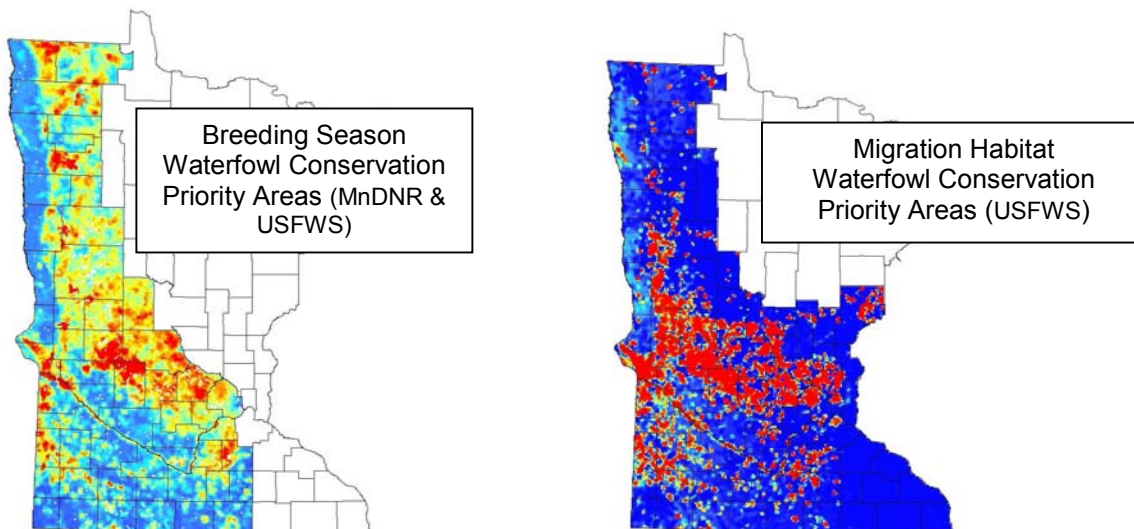 Breeding Season
Waterfowl Conservation
Priority Areas (MnDNR &
USFWS)
Migration Habitat
Waterfowl Conservation
Priority Areas (USFWS)